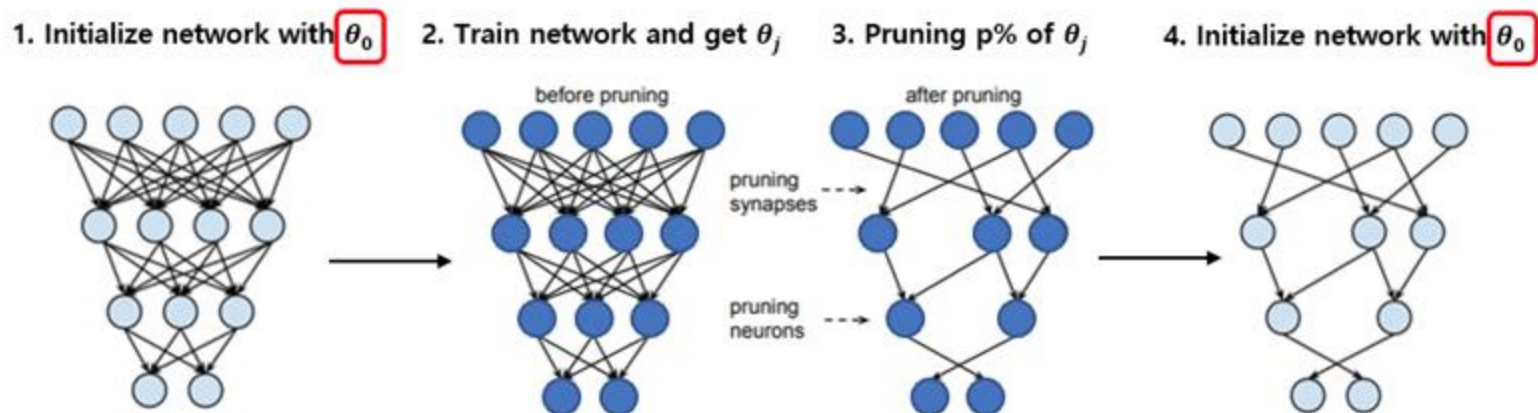 1. Initialize network with θ₀
2. Train network and get θⱼ
3. Pruning p% of θⱼ
4. Initialize network with θ₀
before pruning
after pruning
pruning
synapses
pruning
neurons